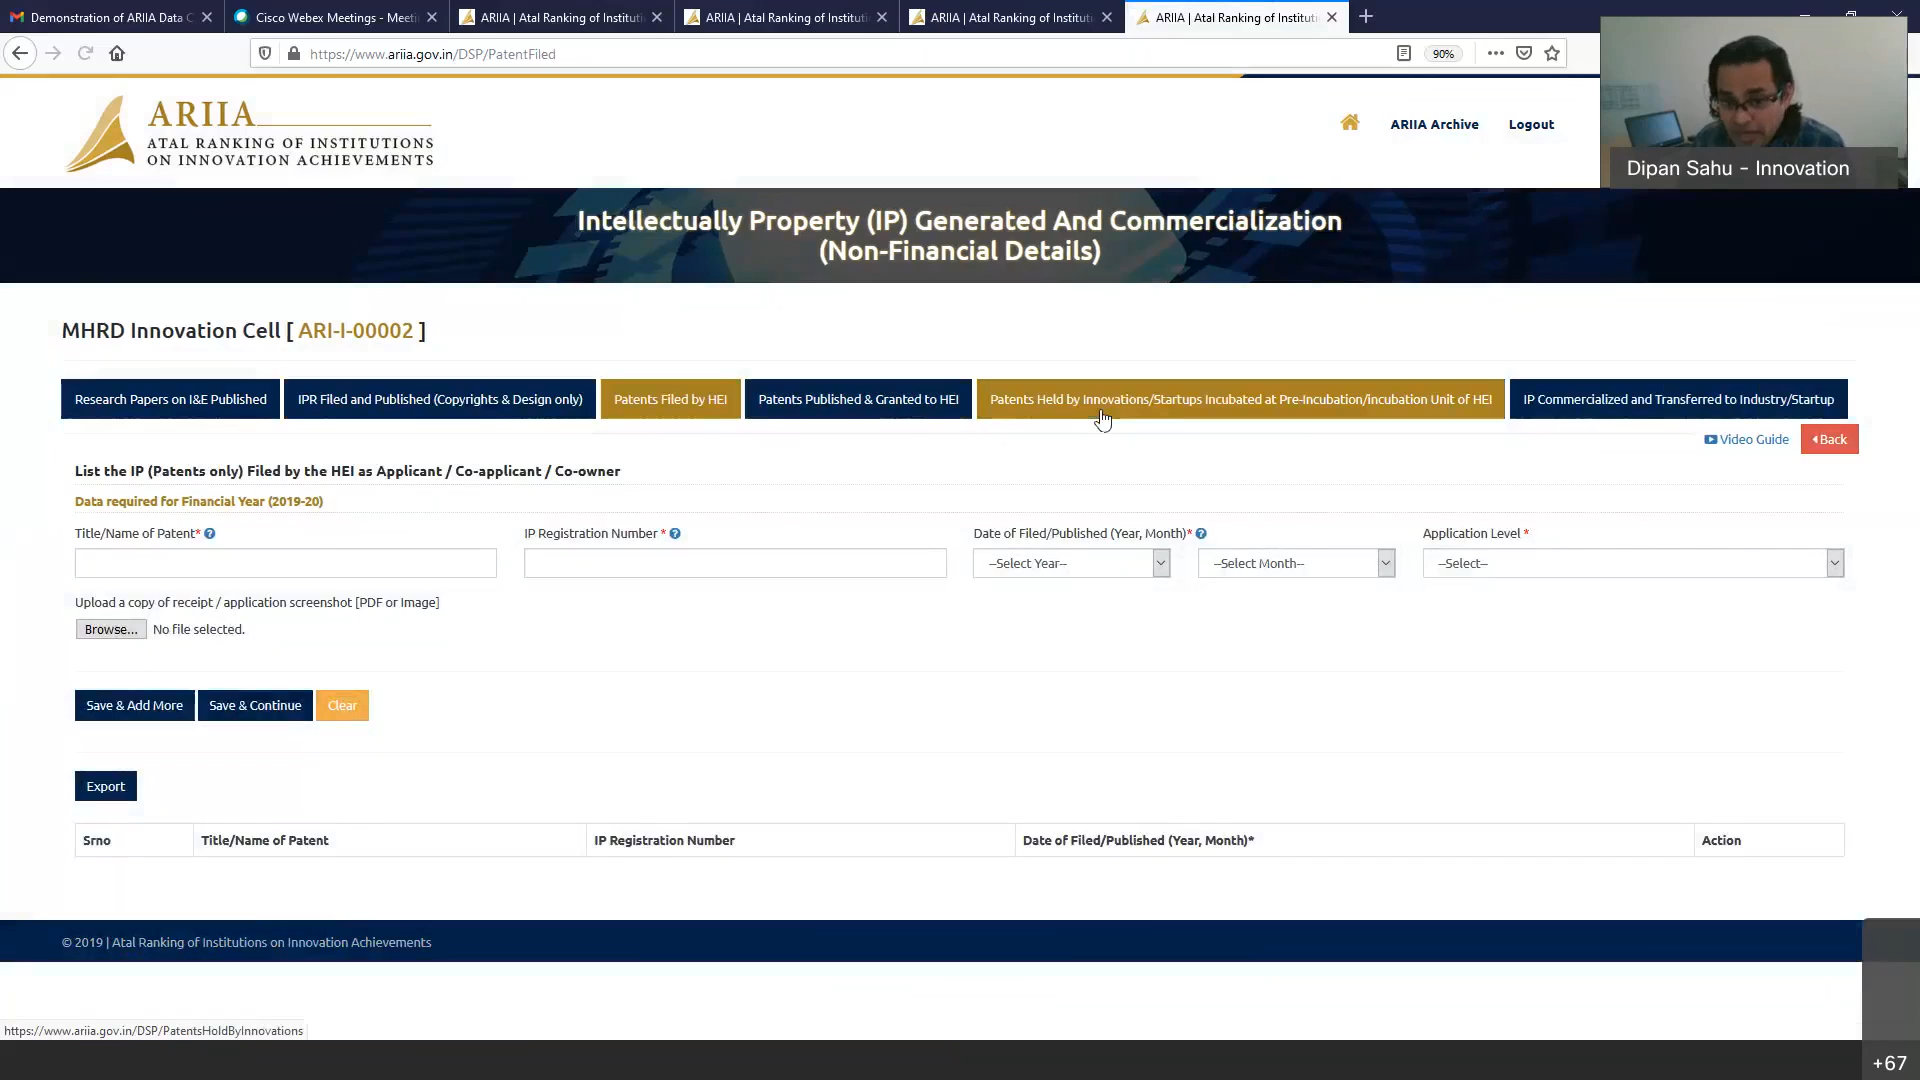 Demonstration of ARIIA Data C
Cisco Webex Meetings - Meeti
ARIIA | Atal Ranking of Instituti
ARIIA | Atal Ranking of Instituti
ARIIA | Atal Ranking of Instituti
ARIIA | Atal Ranking of Instituti
https://www.ariia.gov.in/DSP/PatentFiled
90%
ARIIA
ATAL RANKING OF INSTITUTIONS
ON INNOVATION ACHIEVEMENTS
ARIIA Archive
Logout
Dipan Sahu - Innovation
Intellectually Property (IP) Generated And Commercialization
(Non-Financial Details)
MHRD Innovation Cell [ ARI-I-00002 ]
Research Papers on I&E Published
IPR Filed and Published (Copyrights & Design only)
Patents Filed by HEI
Patents Published & Granted to HEI
Patents Held by Innovations/Startups Incubated at Pre-Incubation/incubation Unit of HEI
IP Commercialized and Transferred to Industry/Startup
Video Guide
Back
List the IP (Patents only) Filed by the HEI as Applicant / Co-applicant / Co-owner
Data required for Financial Year (2019-20)
Title/Name of Patent*
IP Registration Number *
Date of Filed/Published (Year, Month)*
Application Level *
--Select Year--
--Select Month--
--Select--
Upload a copy of receipt / application screenshot [PDF or Image]
Browse... No file selected.
Save & Add More
Save & Continue
Clear
Export
Srno
Title/Name of Patent
IP Registration Number
Date of Filed/Published (Year, Month)*
Action
© 2019 | Atal Ranking of Institutions on Innovation Achievements
https://www.ariia.gov.in/DSP/PatentsHoldByInnovations
+67